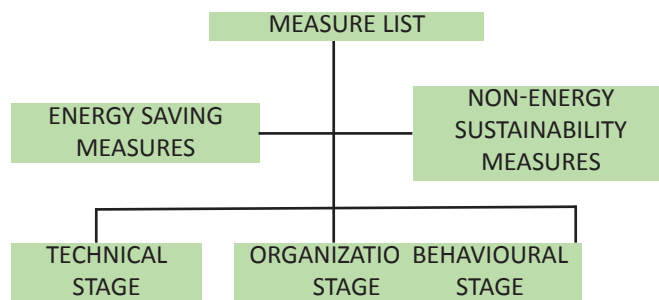 MEASURE LIST
ENERGY SAVING
MEASURES
NON-ENERGY
SUSTAINABILITY
MEASURES
TECHNICAL
STAGE
ORGANIZATIO
STAGE
BEHAVIOURAL
STAGE